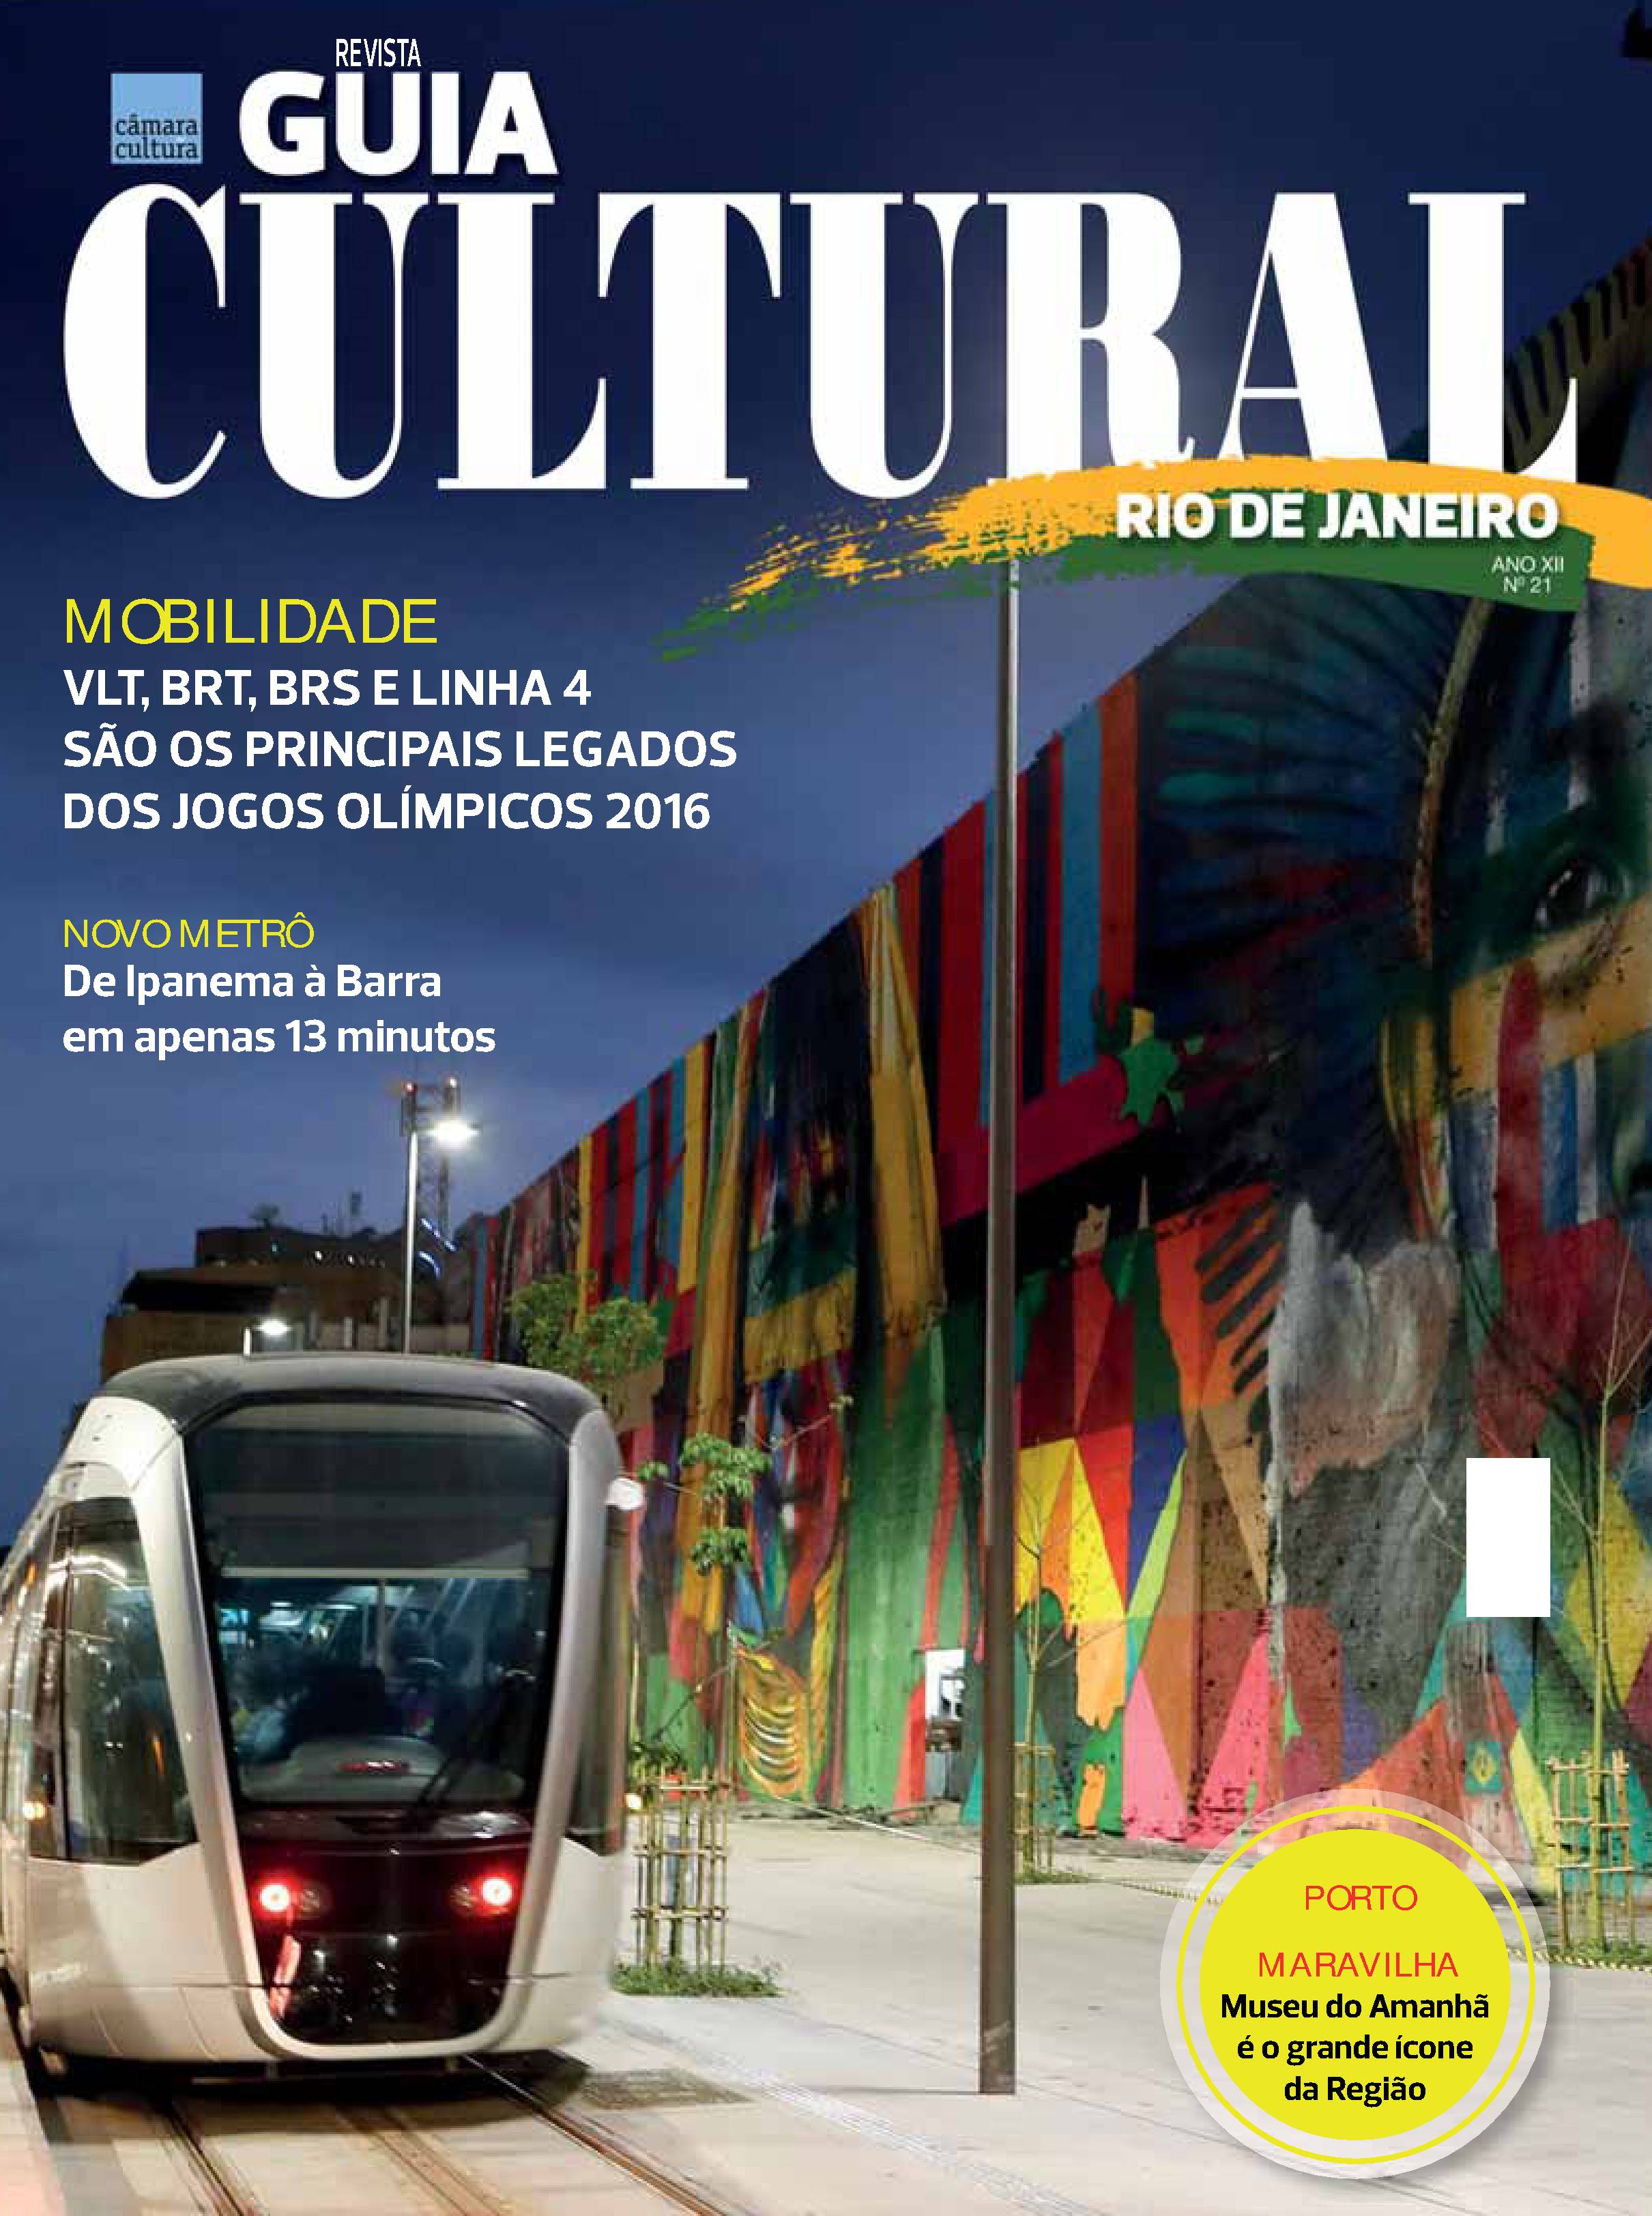 REVISTA
câmara
cultura
GUIA
CULTURAL
RIO DE JANEIRO
ANO XII
Nº 21
MOBILIDADE
VLT, BRT, BRS E LINHA 4
SÃO OS PRINCIPAIS LEGADOS
DOS JOGOS OLÍMPICOS 2016
NOVO METRÔ
De Ipanema à Barra
em apenas 13 minutos
PORTO
MARAVILHA
Museu do Amanhã
é o grande ícone
da Região